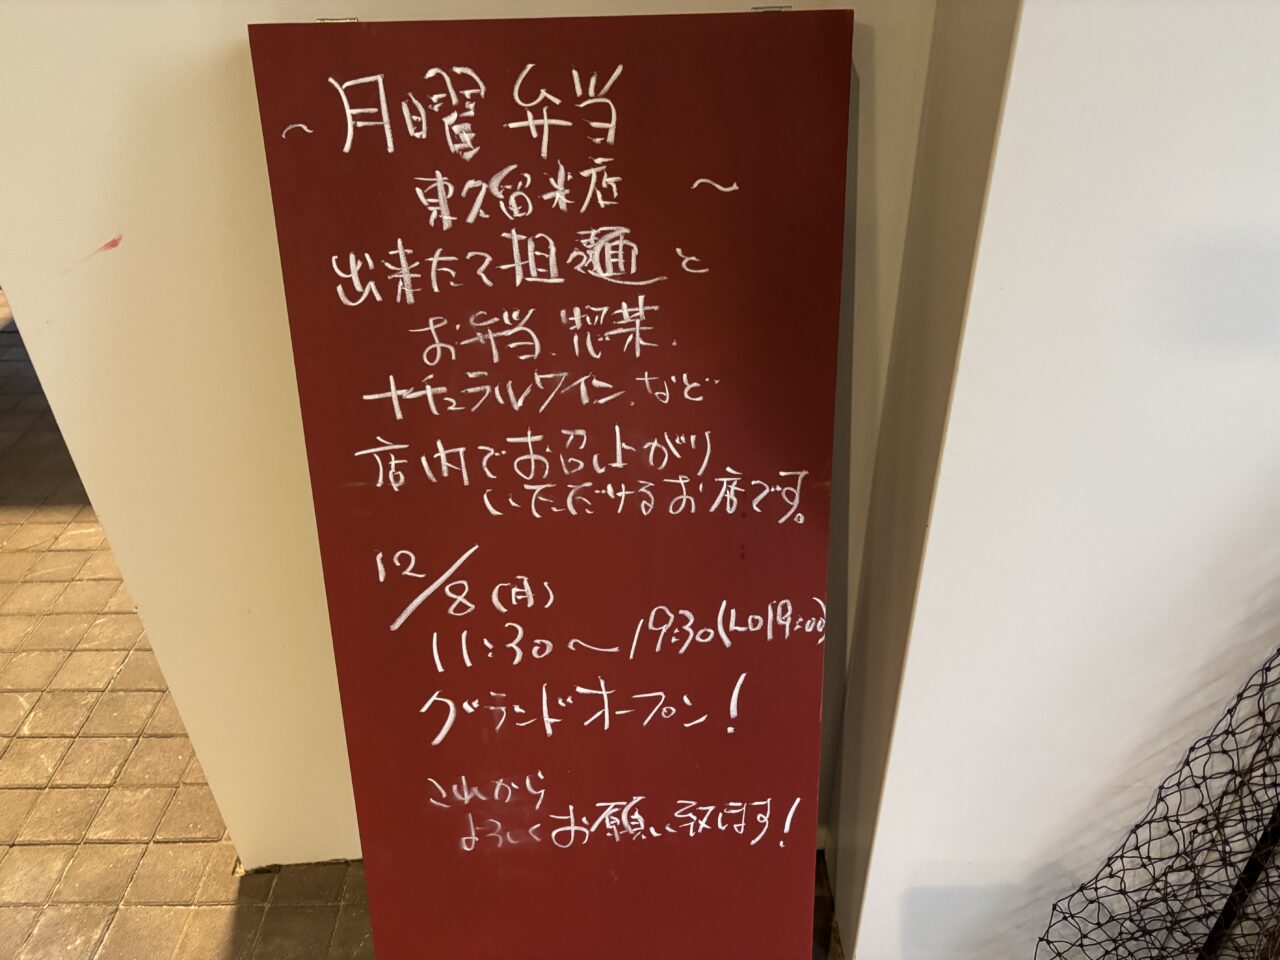 ～月曜弁当
東久留米店～
出来たて担々麺と
お弁当、惣菜、
ナチュラルワイン、など
店内でお召し上がり
いただけるお店です。
12/8（月）
11:30～19:30(LO19:00)
グランドオープン！
これから
よろしくお願い致します！